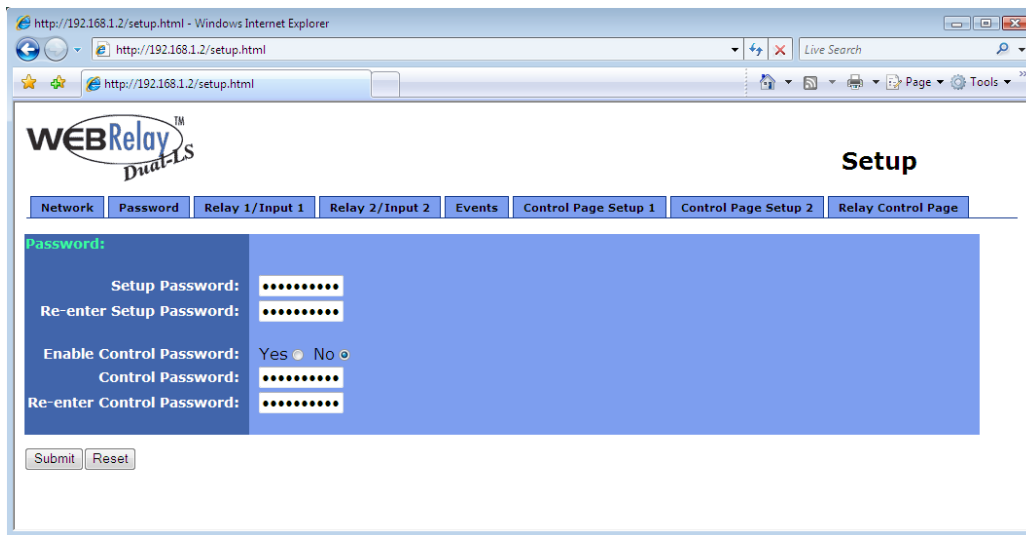 http://192.168.1.2/setup.html - Windows Internet Explorer
http://192.168.1.2/setup.html
Live Search
http://192.168.1.2/setup.html
Page
Tools
WEBRelay™
Dual-LS
Setup
Network
Password
Relay 1/Input 1
Relay 2/Input 2
Events
Control Page Setup 1
Control Page Setup 2
Relay Control Page
Password:
Setup Password: ••••••••••
Re-enter Setup Password: ••••••••••
Enable Control Password: Yes No
Control Password: ••••••••••
Re-enter Control Password: ••••••••••
Submit Reset